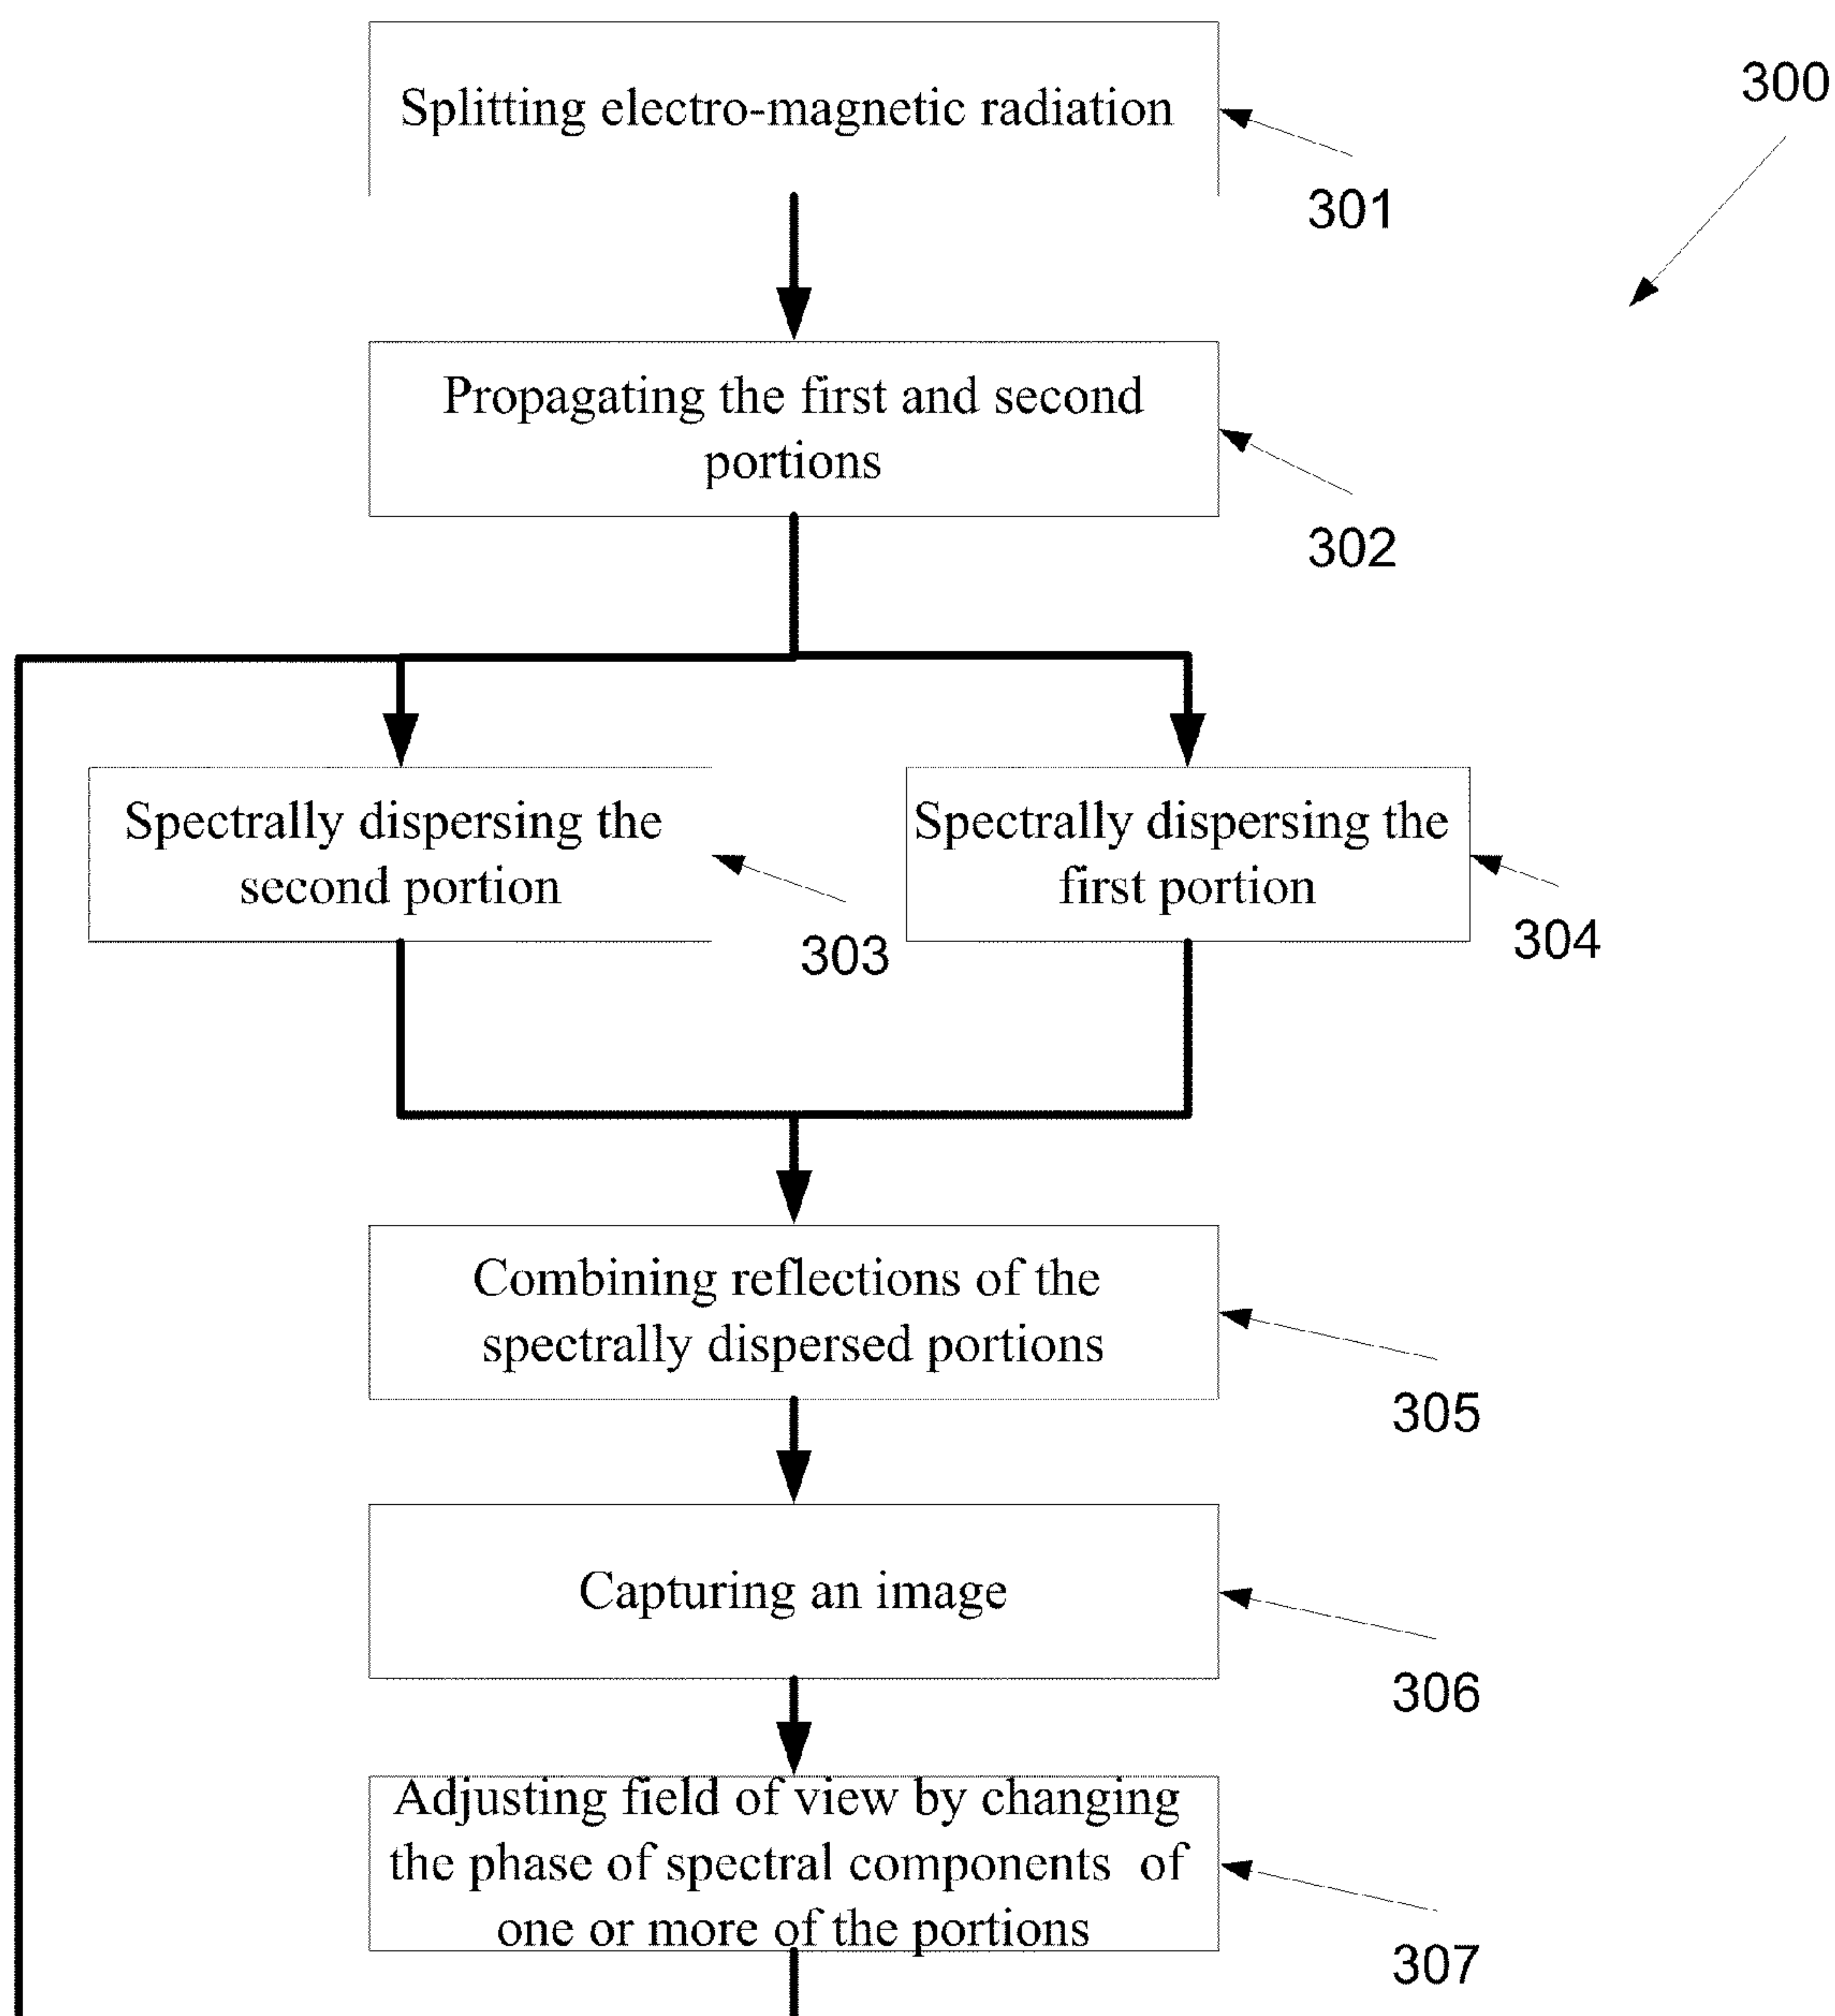 300
Splitting electro-magnetic radiation
301
Propagating the first and second
portions
302
Spectrally dispersing the
second portion
303
Spectrally dispersing the
first portion
304
Combining reflections of the
spectrally dispersed portions
305
Capturing an image
306
Adjusting field of view by changing
the phase of spectral components of
one or more of the portions
307